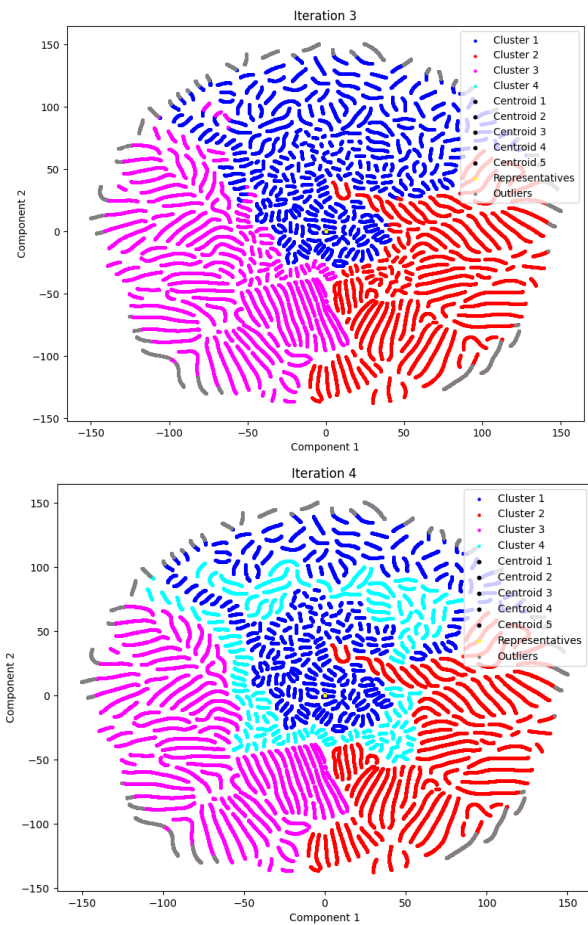 Iteration 3
150
100
50
0
−50
−100
−150
Component 2
−150
−100
−50
0
50
100
150
Component 1
Cluster 1
Cluster 2
Cluster 3
Cluster 4
Centroid 1
Centroid 2
Centroid 3
Centroid 4
Centroid 5
Representatives
Outliers
Iteration 4
150
100
50
0
−50
−100
−150
Component 2
−150
−100
−50
0
50
100
150
Component 1
Cluster 1
Cluster 2
Cluster 3
Cluster 4
Centroid 1
Centroid 2
Centroid 3
Centroid 4
Centroid 5
Representatives
Outliers